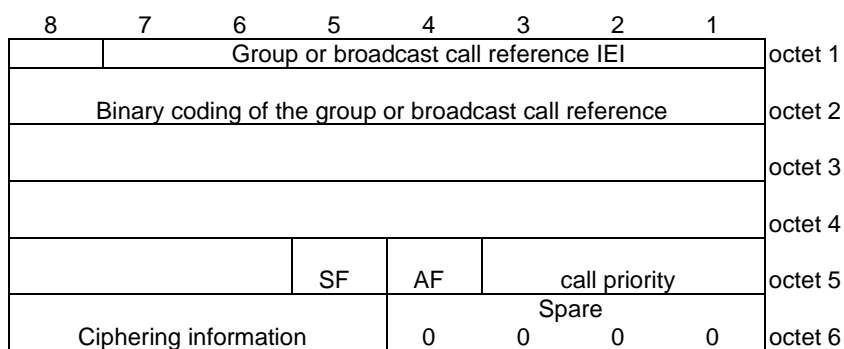 8 7 6 5 4 3 2 1
Group or broadcast call reference IEI octet 1
Binary coding of the group or broadcast call reference octet 2
octet 3
octet 4
SF AF call priority octet 5
Spare
Ciphering information 0 0 0 0 octet 6